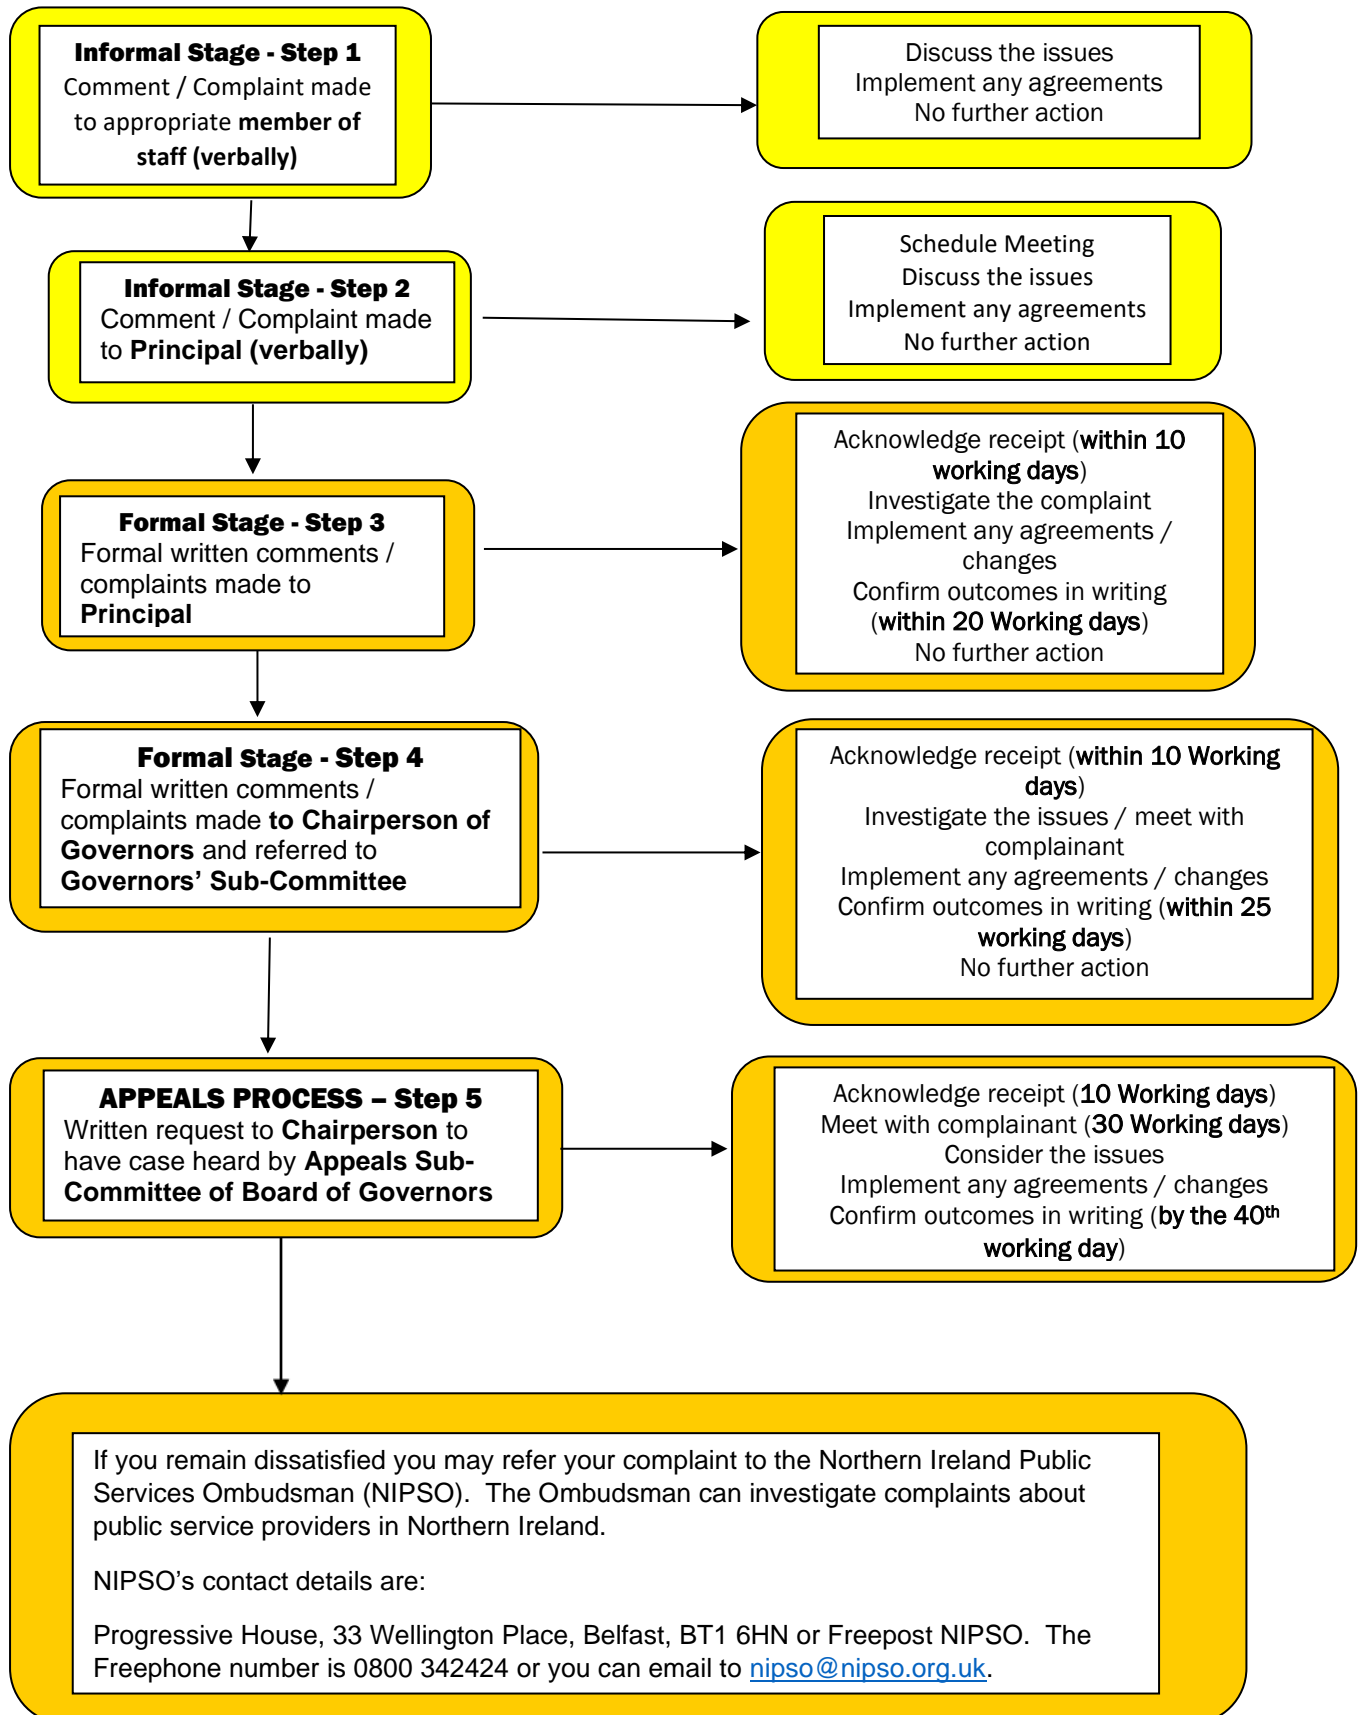 Informal Stage - Step 1
Comment / Complaint made
to appropriate member of
staff (verbally)
Discuss the issues
Implement any agreements
No further action
Informal Stage - Step 2
Comment / Complaint made
to Principal (verbally)
Schedule Meeting
Discuss the issues
Implement any agreements
No further action
Formal Stage - Step 3
Formal written comments /
complaints made to
Principal
Acknowledge receipt (within 10
working days)
Investigate the complaint
Implement any agreements /
changes
Confirm outcomes in writing
(within 20 Working days)
No further action
Formal Stage - Step 4
Formal written comments /
complaints made to Chairperson of
Governors and referred to
Governors’ Sub-Committee
Acknowledge receipt (within 10 Working
days)
Investigate the issues / meet with
complainant
Implement any agreements / changes
Confirm outcomes in writing (within 25
working days)
No further action
APPEALS PROCESS – Step 5
Written request to Chairperson to
have case heard by Appeals Sub-
Committee of Board of Governors
Acknowledge receipt (10 Working days)
Meet with complainant (30 Working days)
Consider the issues
Implement any agreements / changes
Confirm outcomes in writing (by the 40th
working day)
If you remain dissatisfied you may refer your complaint to the Northern Ireland Public
Services Ombudsman (NIPSO).  The Ombudsman can investigate complaints about
public service providers in Northern Ireland.
NIPSO’s contact details are:
Progressive House, 33 Wellington Place, Belfast, BT1 6HN or Freepost NIPSO.  The
Freephone number is 0800 342424 or you can email to nipso@nipso.org.uk.